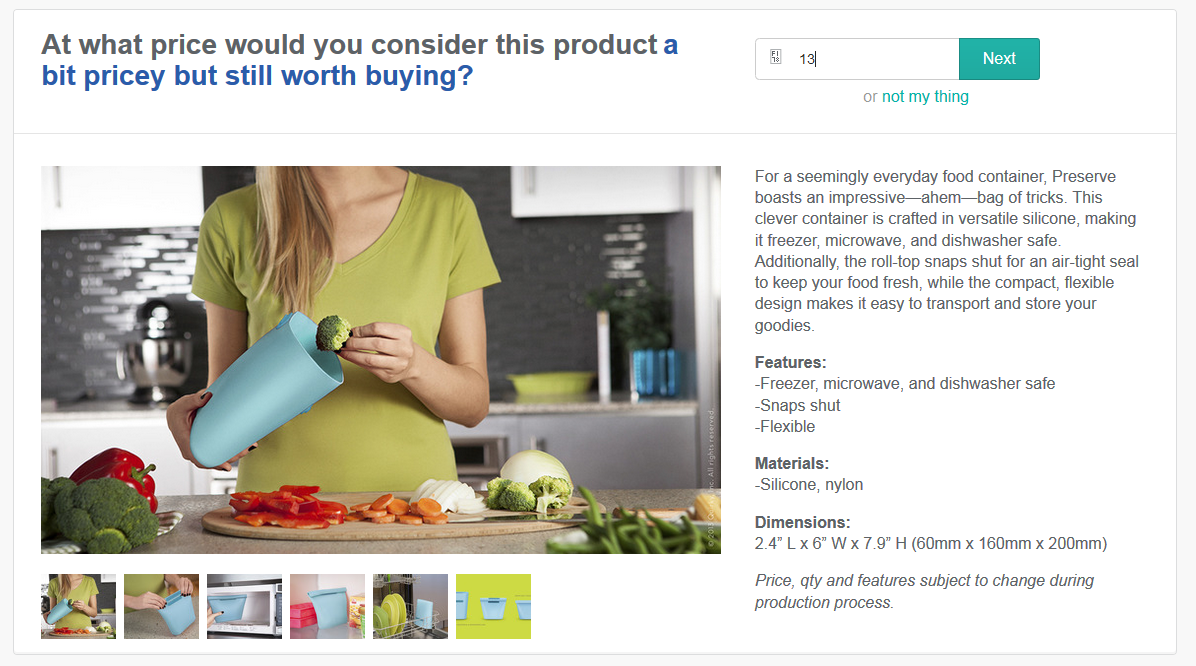 At what price would you consider this product a
bit pricey but still worth buying?
13
Next
or not my thing
For a seemingly everyday food container, Preserve
boasts an impressive—ahem—bag of tricks. This
clever container is crafted in versatile silicone, making
it freezer, microwave, and dishwasher safe.
Additionally, the roll-top snaps shut for an air-tight seal
to keep your food fresh, while the compact, flexible
design makes it easy to transport and store your
goodies.
Features:
-Freezer, microwave, and dishwasher safe
-Snaps shut
-Flexible
Materials:
-Silicone, nylon
Dimensions:
2.4” L x 6” W x 7.9” H (60mm x 160mm x 200mm)
Price, qty and features subject to change during
production process.
All rights reserved.